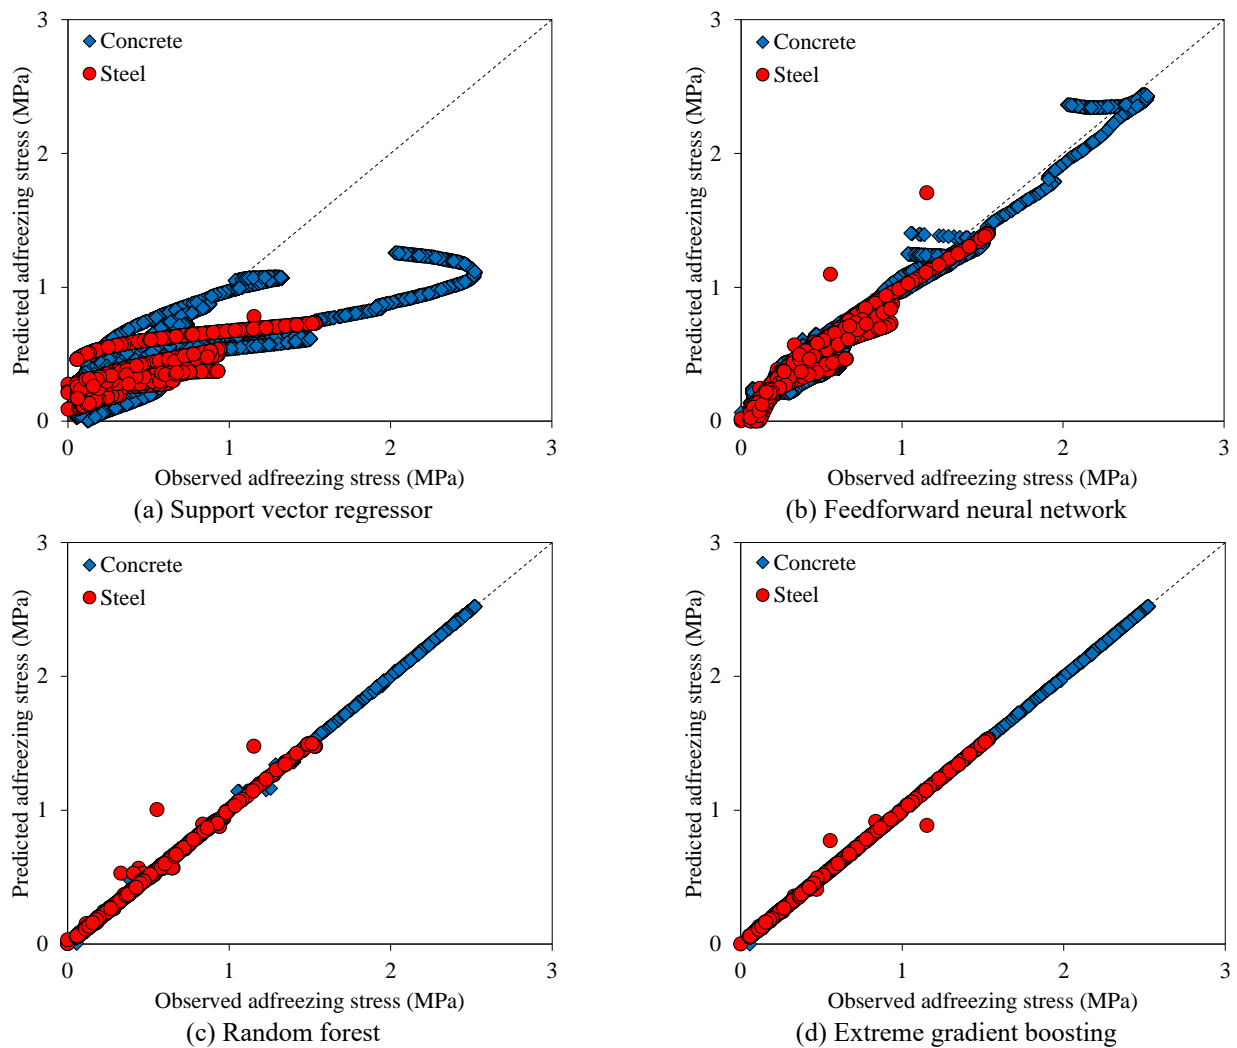 3
2
1
0
0
1
2
3
Predicted adfreezing stress (MPa)
Observed adfreezing stress (MPa)
Concrete
Steel
(a) Support vector regressor
3
2
1
0
0
1
2
3
Predicted adfreezing stress (MPa)
Observed adfreezing stress (MPa)
Concrete
Steel
(b) Feedforward neural network
3
2
1
0
0
1
2
3
Predicted adfreezing stress (MPa)
Observed adfreezing stress (MPa)
Concrete
Steel
(c) Random forest
3
2
1
0
0
1
2
3
Predicted adfreezing stress (MPa)
Observed adfreezing stress (MPa)
Concrete
Steel
(d) Extreme gradient boosting